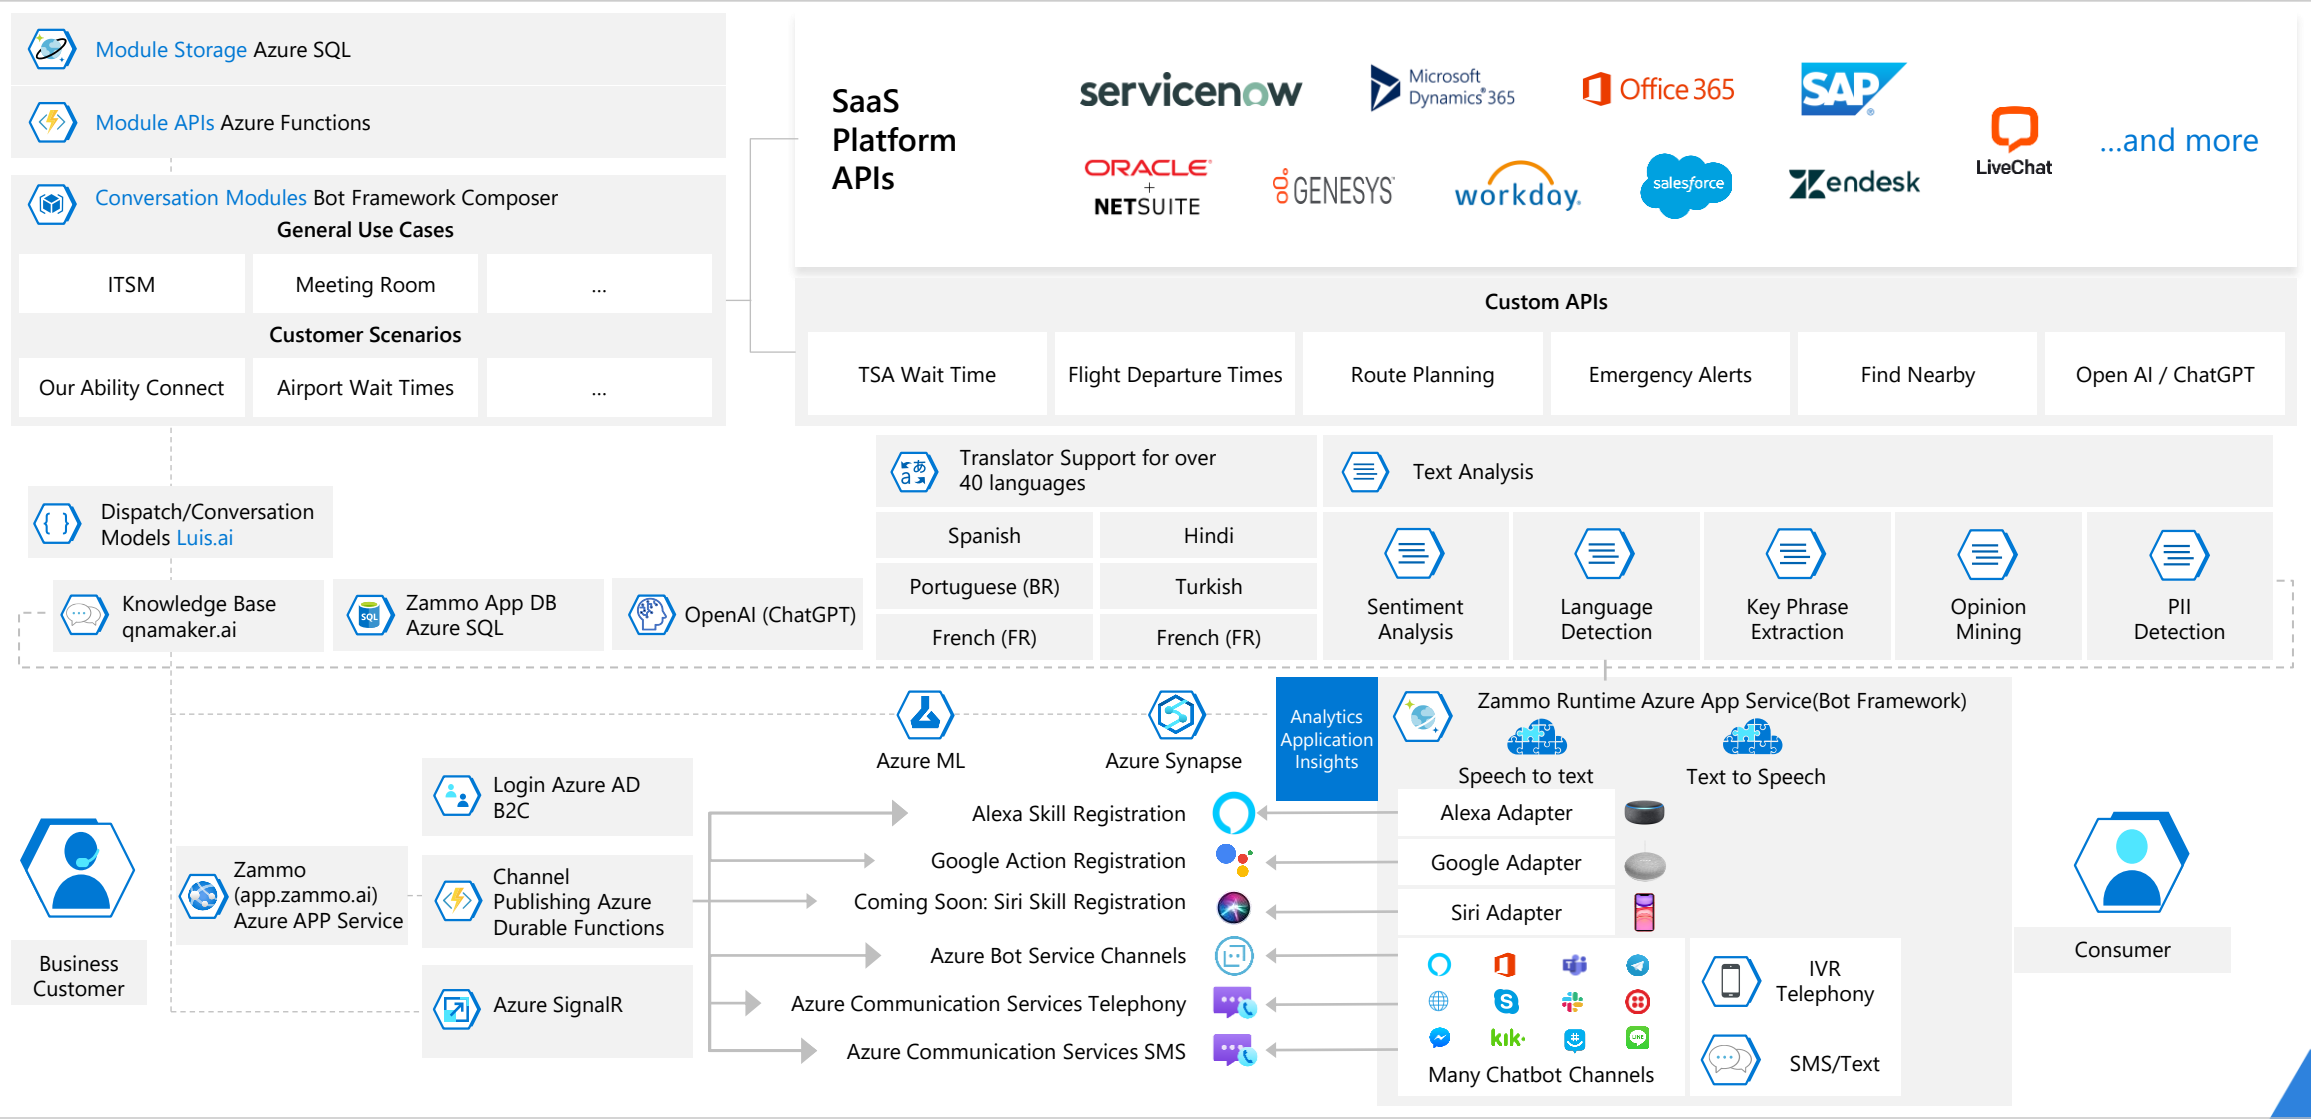 Module Storage Azure SQL
Module APIs Azure Functions
Conversation Modules Bot Framework Composer
General Use Cases
ITSM
Meeting Room
...
Customer Scenarios
Our Ability Connect
Airport Wait Times
...
SaaS
Platform
APIs
servicenow
Microsoft
Dynamics 365
Office 365
SAP
ORACLE
+
NETSUITE
GENESYS
workday.
salesforce
zendesk
LiveChat
...and more
Custom APIs
TSA Wait Time
Flight Departure Times
Route Planning
Emergency Alerts
Find Nearby
Open AI / ChatGPT
Dispatch/Conversation
Models Luis.ai
Knowledge Base
qnamaker.ai
SQL
Zammo App DB
Azure SQL
OpenAI (ChatGPT)
あ
a
Translator Support for over
40 languages
Spanish
Hindi
Portuguese (BR)
Turkish
French (FR)
French (FR)
Text Analysis
Sentiment
Analysis
Language
Detection
Key Phrase
Extraction
Opinion
Mining
PII
Detection
Azure ML
Azure Synapse
Analytics
Application
Insights
Zammo Runtime Azure App Service(Bot Framework)
Speech to text
Text to Speech
Business
Customer
Zammo
(app.zammo.ai)
Azure APP Service
Login Azure AD
B2C
Channel
Publishing Azure
Durable Functions
Azure SignalR
Alexa Skill Registration
Google Action Registration
Coming Soon: Siri Skill Registration
Azure Bot Service Channels
Azure Communication Services Telephony
Azure Communication Services SMS
Alexa Adapter
Google Adapter
Siri Adapter
kik
LINE
Many Chatbot Channels
IVR
Telephony
SMS/Text
Consumer